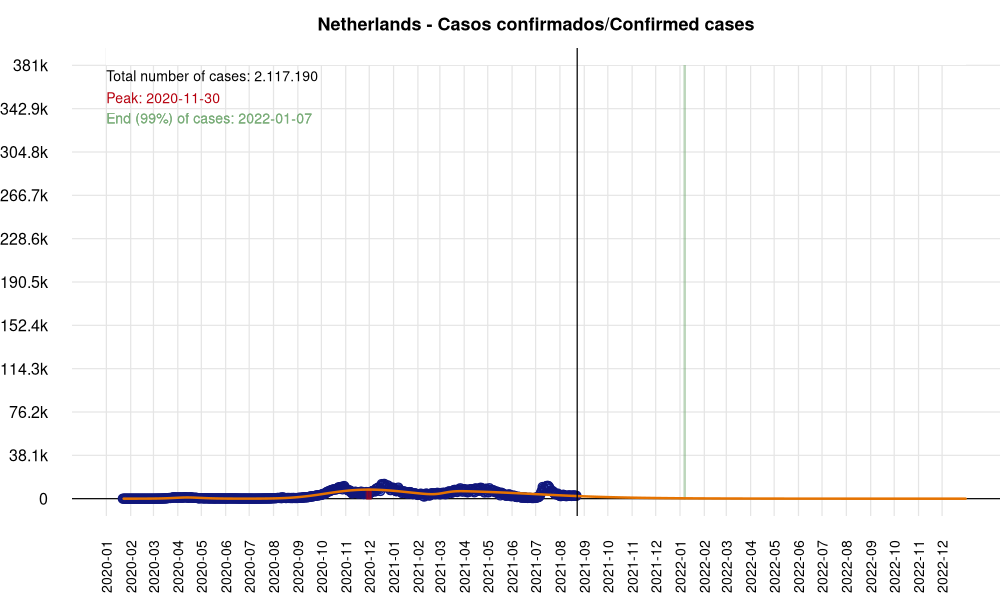 Netherlands - Casos confirmados/Confirmed cases
381k
Total number of cases: 2.117.190
Peak: 2020-11-30
342.9k
End (99%) of cases: 2022-01-07
304.8k
266.7k
228.6k
190.5k
152.4k
114.3k
76.2k
38.1k
0
2020-01
2020-02
2020-03
2020-04
2020-05
2020-06
2020-07
2020-08
2020-09
2020-10
2020-11
2020-12
2021-01
2021-02
2021-03
2021-04
2021-05
2021-06
2021-07
2021-08
2021-09
2021-10
2021-11
2021-12
2022-01
2022-02
2022-03
2022-04
2022-05
2022-06
2022-07
2022-08
2022-09
2022-10
2022-11
2022-12